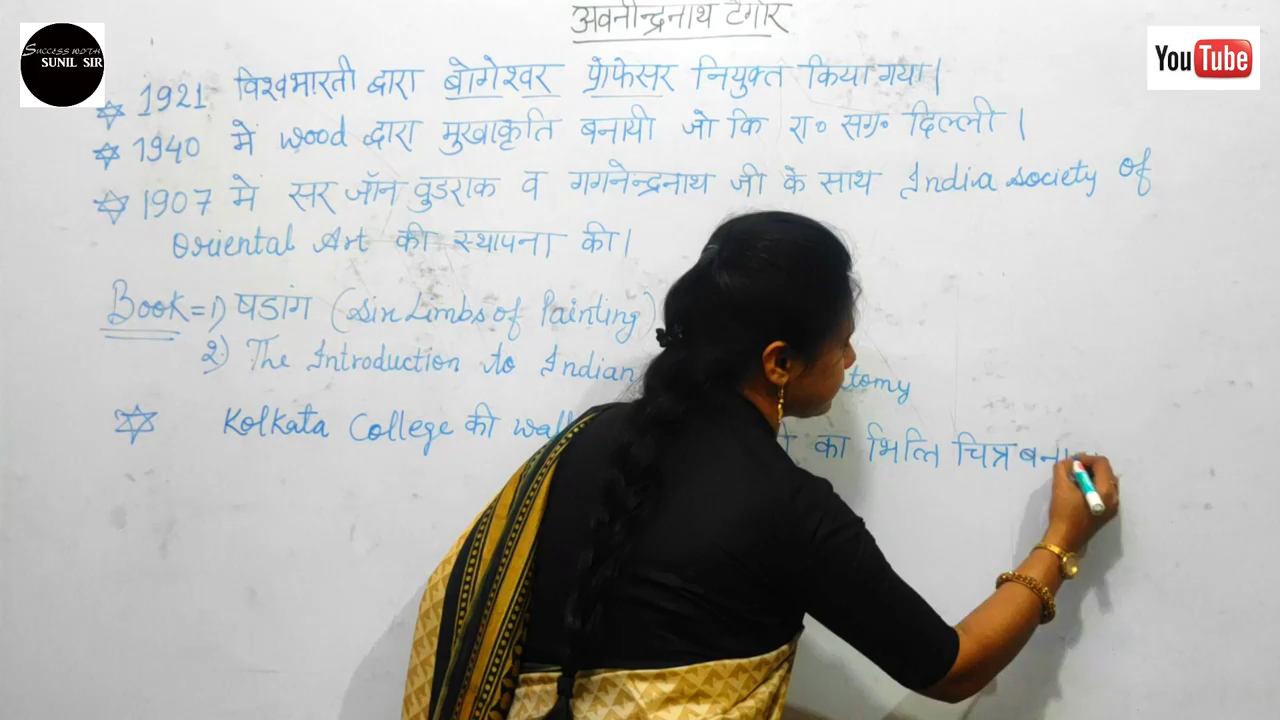 अवनीन्द्रनाथ टैगोर
SUCCESS WITH
SUNIL SIR
YouTube
1921 विश्वभारती द्वारा बोगेश्वर प्रोफेसर नियुक्त किया गया।
1940 में wood द्वारा मुखाकृति बनायी जो कि रा० सग्र० दिल्ली।
1907 में सर जॉन वुडराक व गगनेन्द्रनाथ जी के साथ India society of
Oriental Art की स्थापना की।
Book = 1) षडांग (Six Limbs of Painting)
2) The Introduction to Indian
Kolkata College की wall का भित्ति चित्र बना